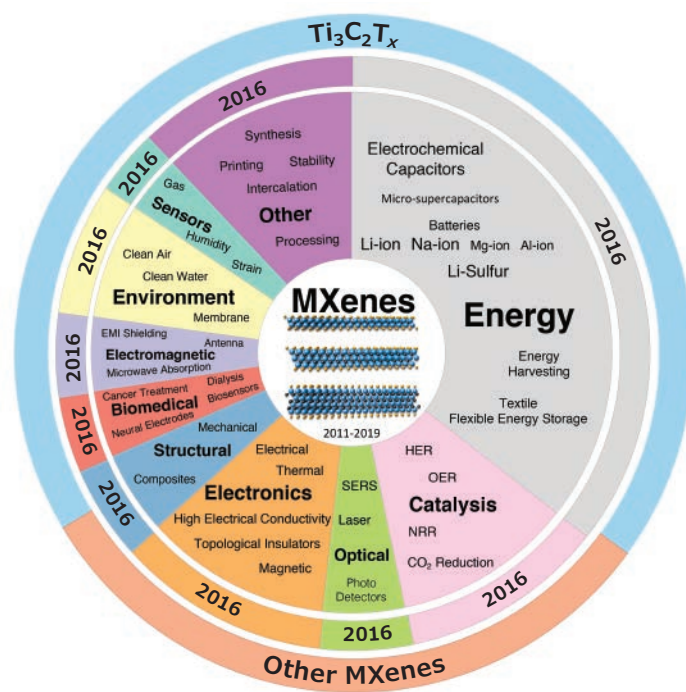 Ti₃C₂Tₓ
2016
Synthesis
Printing Stability
Intercalation
Other
Processing
2016
Gas
Sensors
Humidity
Strain
2016
Clean Air
Clean Water
Environment
Membrane
2016
EMI Shielding
Antenna
Electromagnetic
Microwave Absorption
2016
Cancer Treatment
Dialysis
Biomedical
Biosensors
Neural Electrodes
2016
Mechanical
Structural
Composites
2016
Electrical
Thermal
Electronics
High Electrical Conductivity
Topological Insulators
Magnetic
2016
SERS
Laser
Optical
Photo
Detectors
2016
HER
OER
Catalysis
NRR
CO₂ Reduction
2016
Electrochemical
Capacitors
Micro-supercapacitors
Batteries
Li-ion Na-ion Mg-ion Al-ion
Li-Sulfur
Energy
Energy
Harvesting
Textile
Flexible Energy Storage
MXenes
2011-2019
Other MXenes